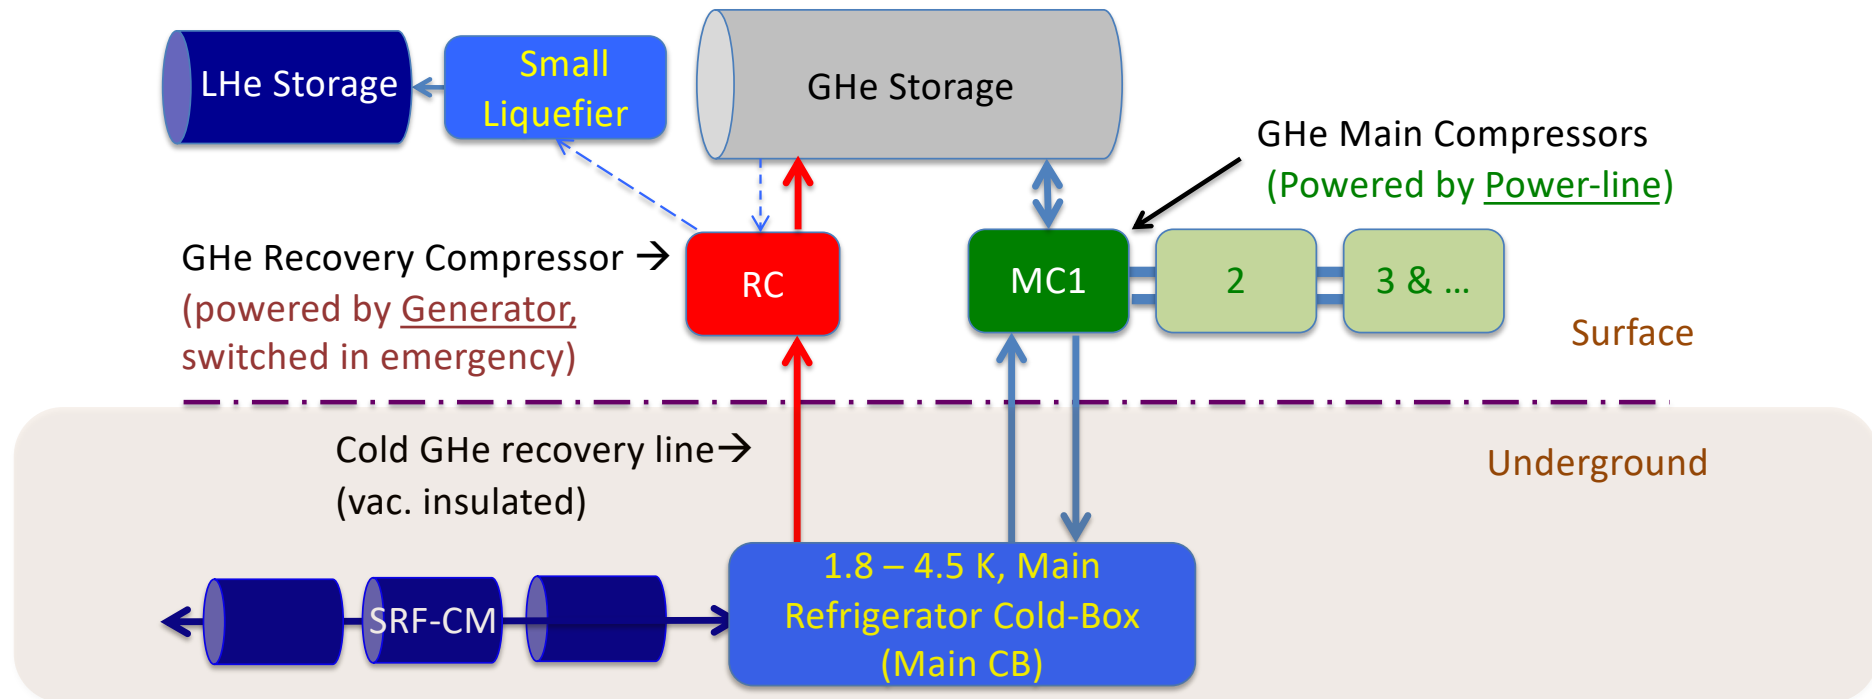 LHe Storage
Small
Liquefier
GHe Storage
GHe Main Compressors
(Powered by Power-line)
GHe Recovery Compressor →
(powered by Generator,
switched in emergency)
RC
MC1
2
3 & ...
Surface
Cold GHe recovery line→
(vac. insulated)
Underground
SRF-CM
1.8 – 4.5 K, Main
Refrigerator Cold-Box
(Main CB)